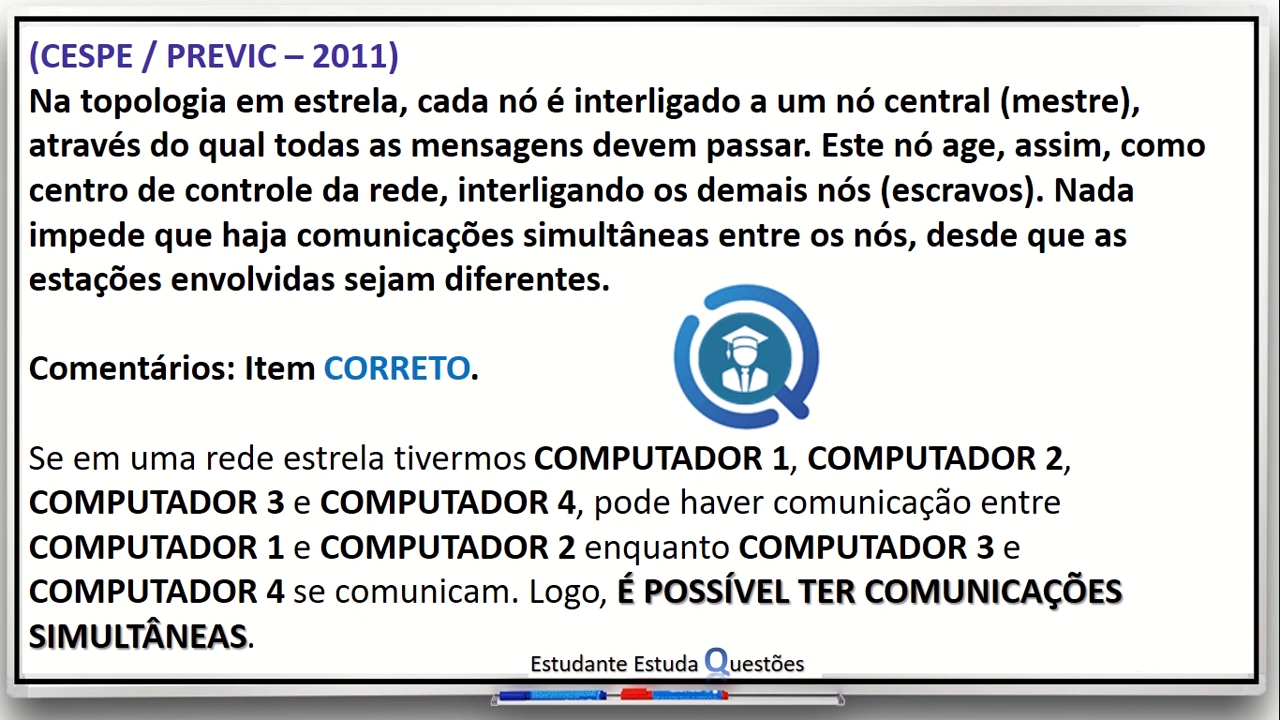 (CESPE / PREVIC – 2011)
Na topologia em estrela, cada nó é interligado a um nó central (mestre),
através do qual todas as mensagens devem passar. Este nó age, assim, como
centro de controle da rede, interligando os demais nós (escravos). Nada
impede que haja comunicações simultâneas entre os nós, desde que as
estações envolvidas sejam diferentes.
Comentários: Item CORRETO.
Se em uma rede estrela tivermos COMPUTADOR 1, COMPUTADOR 2,
COMPUTADOR 3 e COMPUTADOR 4, pode haver comunicação entre
COMPUTADOR 1 e COMPUTADOR 2 enquanto COMPUTADOR 3 e
COMPUTADOR 4 se comunicam. Logo, É POSSÍVEL TER COMUNICAÇÕES
SIMULTÂNEAS.
Estudante Estuda Questões